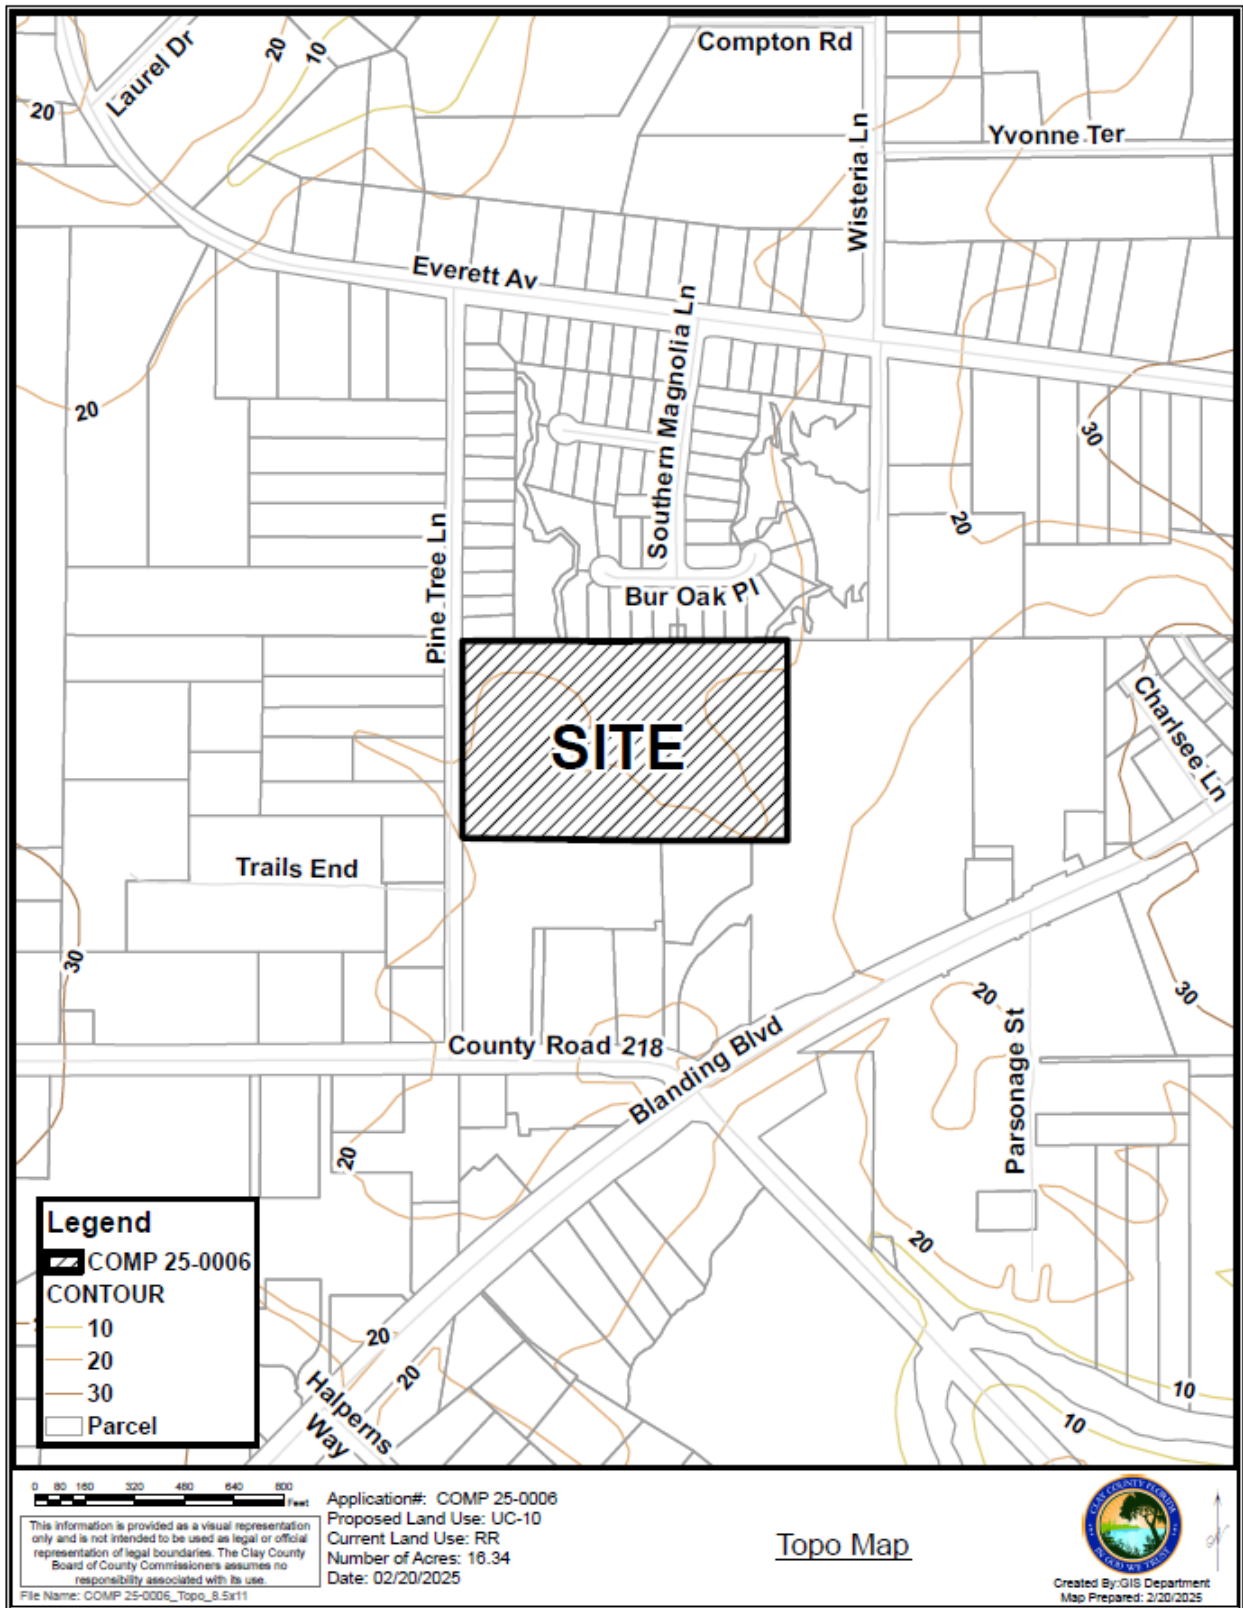 Compton Rd
Laurel Dr
20
10
20
Yvonne Ter
Wisteria Ln
Everett Av
Southern Magnolia Ln
20
30
20
Pine Tree Ln
Bur Oak Pl
SITE
Charlsee Ln
Trails End
30
20
30
Parsonage St
County Road 218
Blanding Blvd
20
20
20
20
10
10
Halperns
Way
Legend
COMP 25-0006
CONTOUR
10
20
30
Parcel
0 80 160 320 480 640 800
Feet
This information is provided as a visual representation
only and is not intended to be used as legal or official
representation of legal boundaries. The Clay County
Board of County Commissioners assumes no
responsibility associated with its use.
File Name: COMP 25-0006_Topo_8.5x11
Application#: COMP 25-0006
Proposed Land Use: UC-10
Current Land Use: RR
Number of Acres: 16.34
Date: 02/20/2025
Topo Map
CLAY COUNTY FLORIDA
IN GOD WE TRUST
Created By:GIS Department
Map Prepared: 2/20/2025